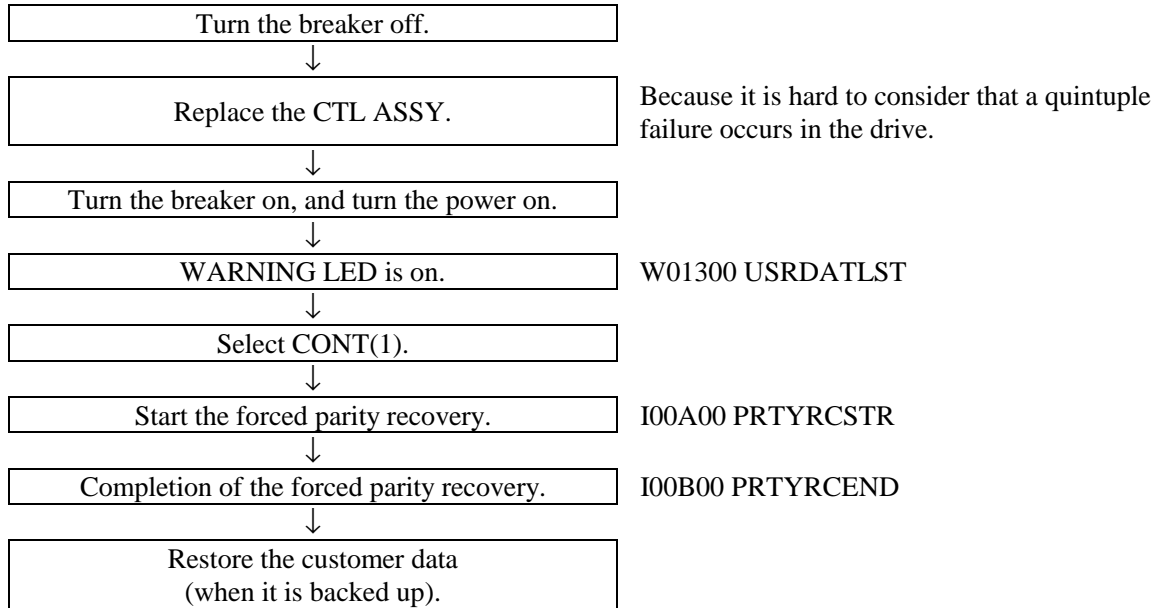 Turn the breaker off.
↓
Replace the CTL ASSY.
Because it is hard to consider that a quintuple
failure occurs in the drive.
↓
Turn the breaker on, and turn the power on.
↓
WARNING LED is on.
W01300 USRDATLST
↓
Select CONT(1).
↓
Start the forced parity recovery.
I00A00 PRTYRCSTR
↓
Completion of the forced parity recovery.
I00B00 PRTYRCEND
↓
Restore the customer data
(when it is backed up).